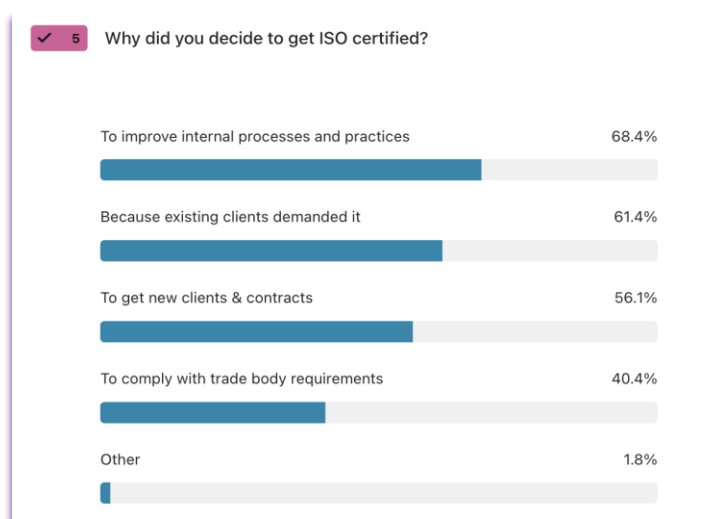 5 Why did you decide to get ISO certified?
To improve internal processes and practices 68.4%
Because existing clients demanded it 61.4%
To get new clients & contracts 56.1%
To comply with trade body requirements 40.4%
Other 1.8%